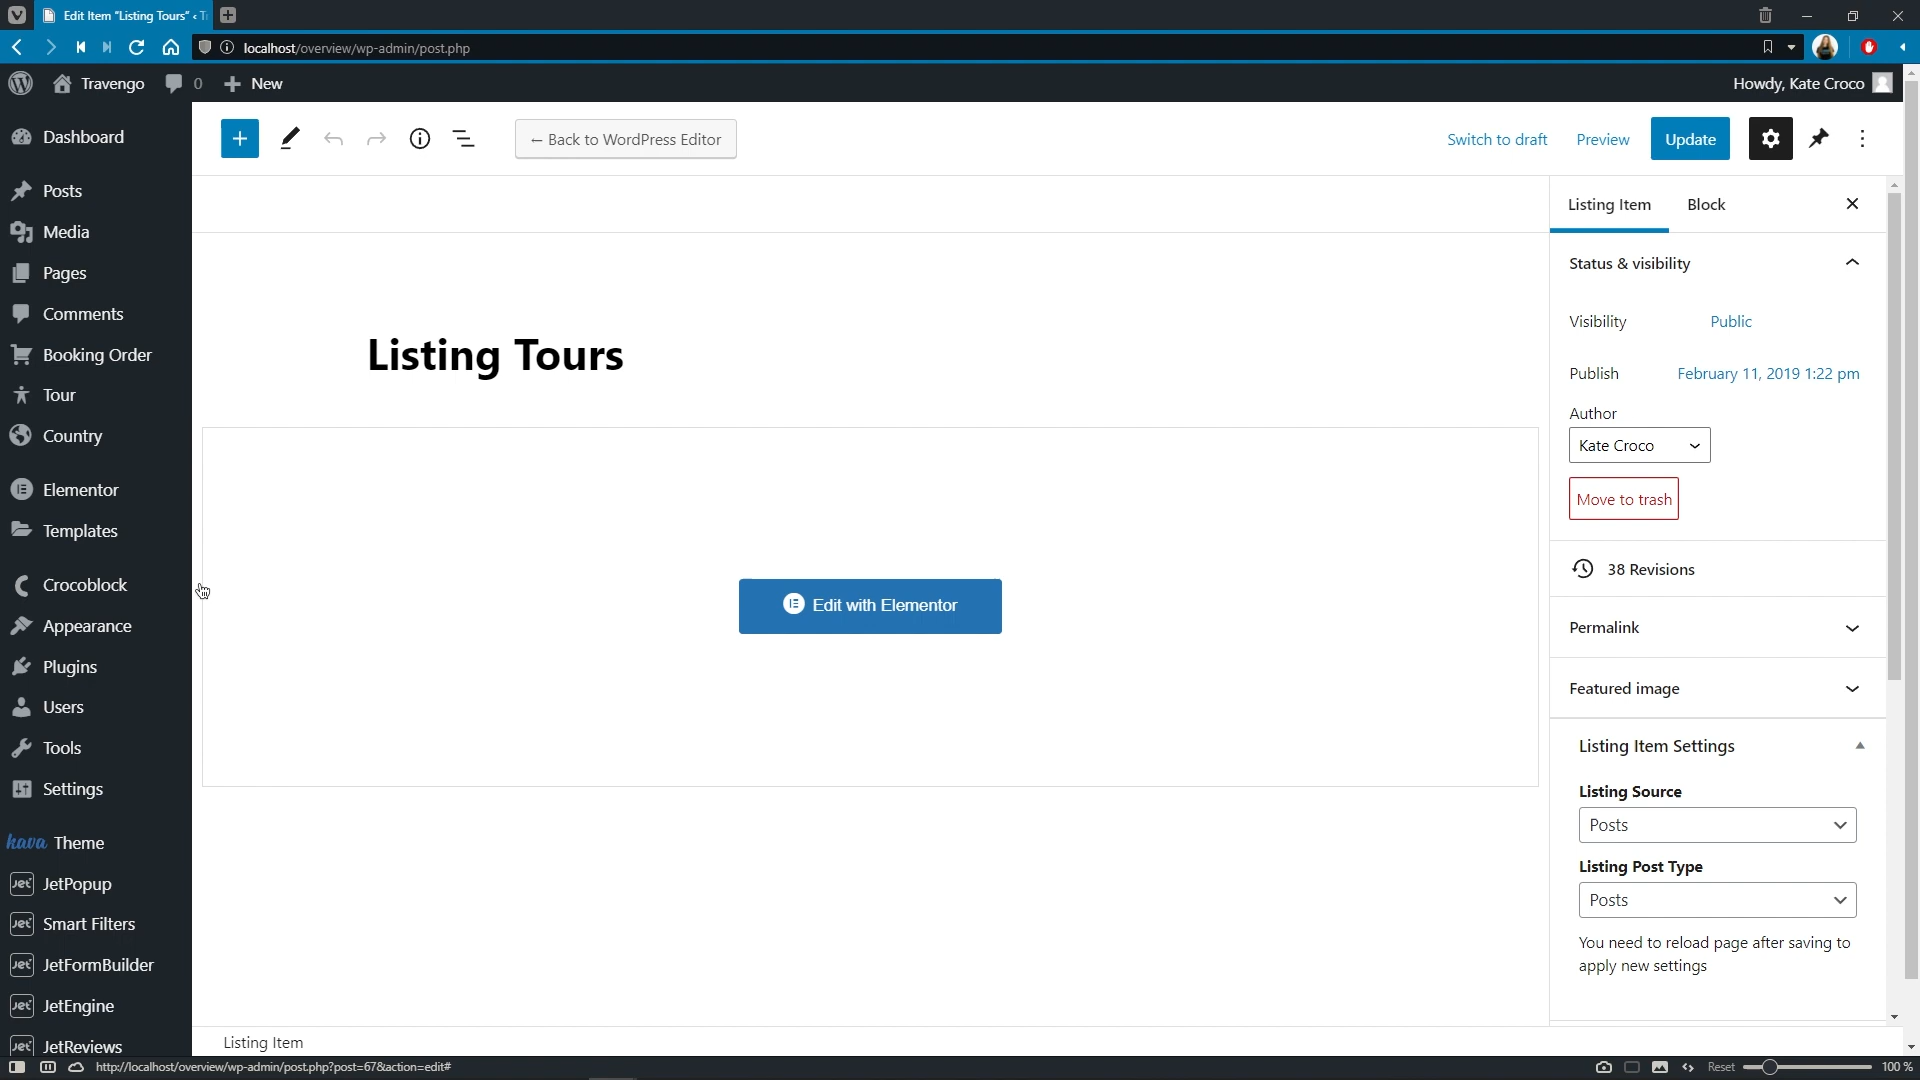 Edit Item "Listing Tours" ‹ T
localhost/overview/wp-admin/post.php
Travengo
0
New
Howdy, Kate Croco
Dashboard
Posts
Media
Pages
Comments
Booking Order
Tour
Country
Elementor
Templates
Crocoblock
Appearance
Plugins
Users
Tools
Settings
hava Theme
Jet JetPopup
Jet Smart Filters
Jet JetFormBuilder
Jet JetEngine
Jet JetReviews
← Back to WordPress Editor
Switch to draft
Preview
Update
Listing Tours
Edit with Elementor
Listing Item
Block
Status & visibility
Visibility
Public
Publish
February 11, 2019 1:22 pm
Author
Kate Croco
Move to trash
38 Revisions
Permalink
Featured image
Listing Item Settings
Listing Source
Posts
Listing Post Type
Posts
You need to reload page after saving to
apply new settings
Listing Item
http://localhost/overview/wp-admin/post.php?post=67&action=edit#
Reset
100 %